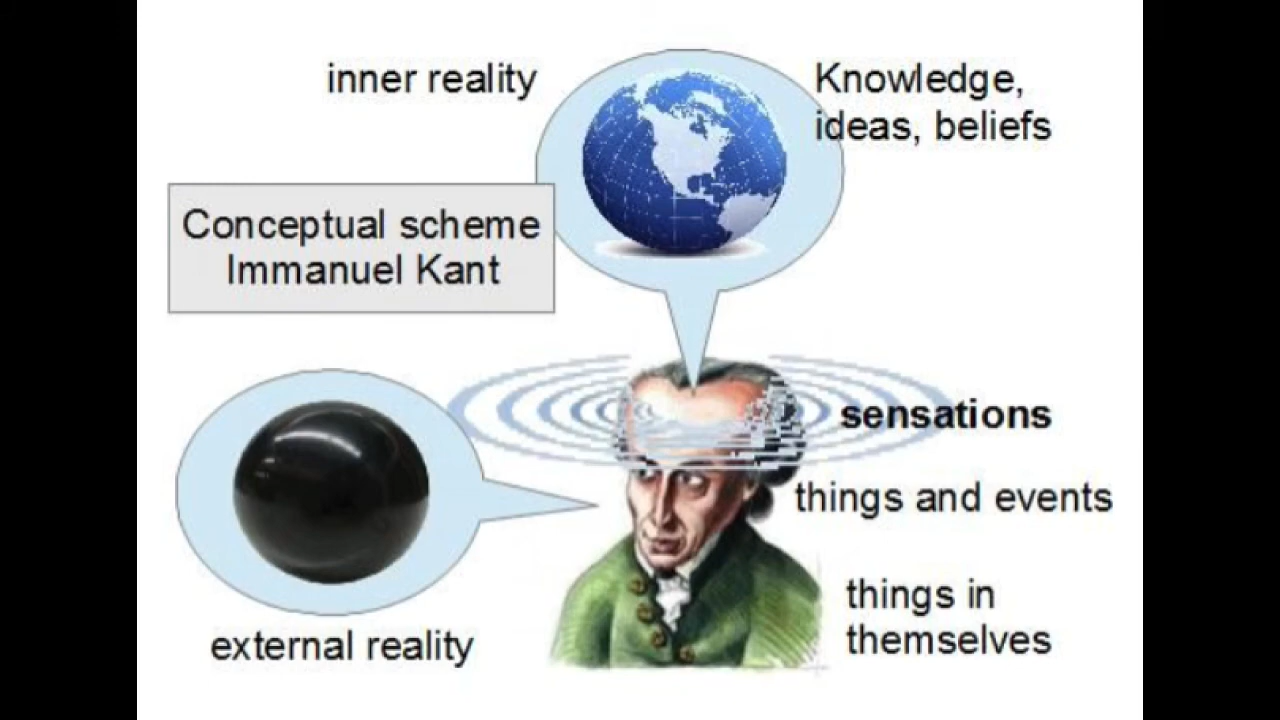 inner reality
Knowledge,
ideas, beliefs
Conceptual scheme
Immanuel Kant
sensations
things and events
things in
themselves
external reality